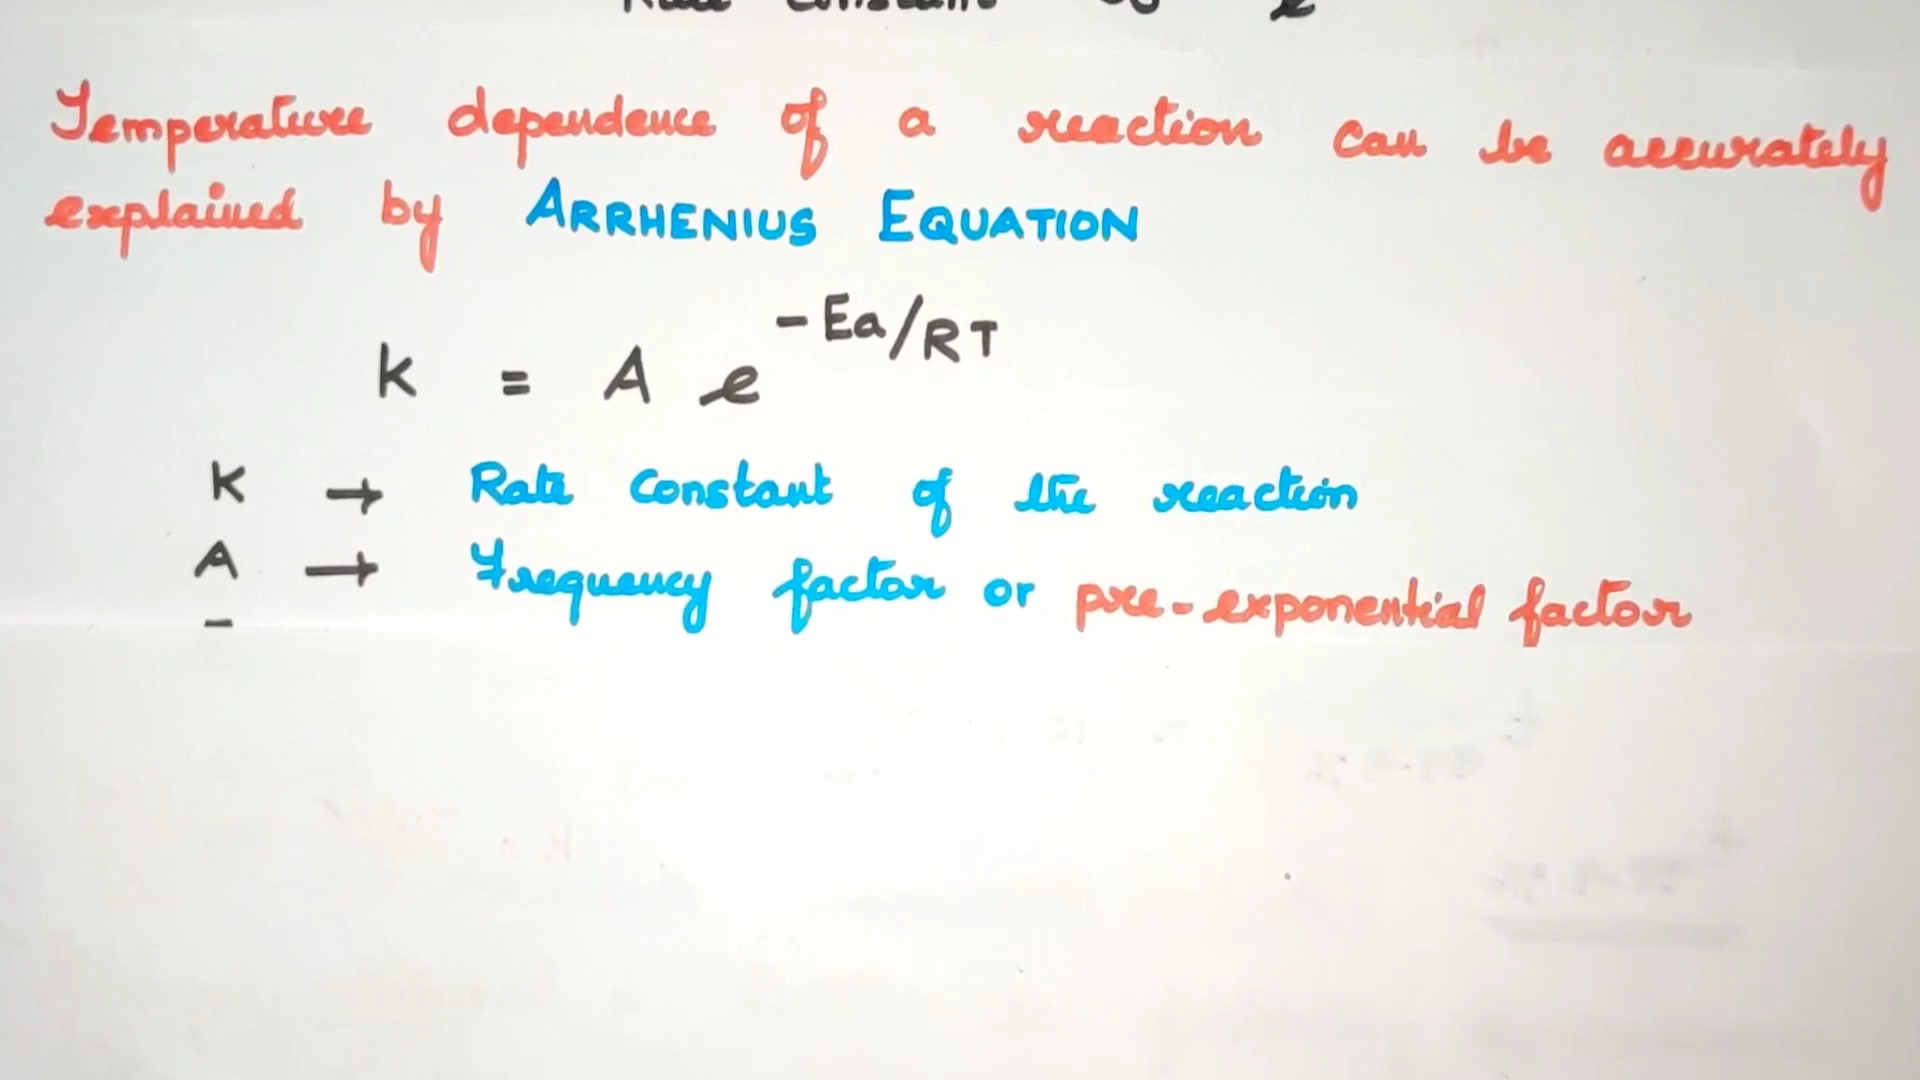 Temperature dependence of a reaction can be accurately
explained by ARRHENIUS EQUATION
k = A e^-Ea/RT
K → Rate constant of the reaction
A → Frequency factor or pre-exponential factor